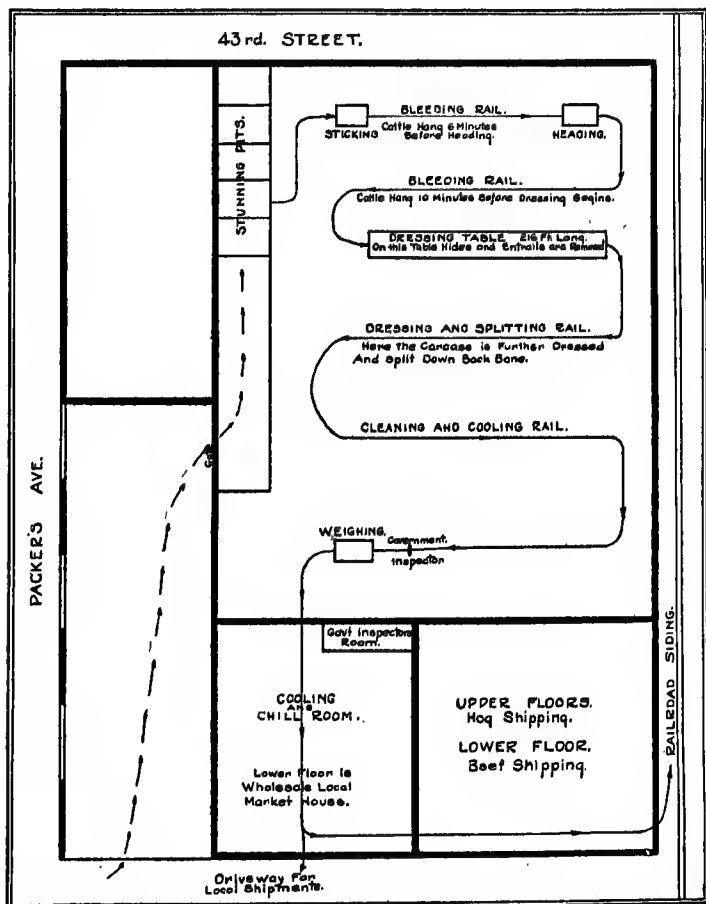 43rd. STREET.
STUNNING PITS.
BLEEDING RAIL.
Cattle Hang 6 Minutes
Before Heading.
STICKING
HEADING.
BLEEDING RAIL.
Cattle Hang 10 Minutes Before Dressing Begins.
DRESSING TABLE 216 Ft Long.
On this Table Hides and Entrails are Removed
DRESSING AND SPLITTING RAIL.
Here the Carcase is Further Dressed
And Split Down Back Bone.
CLEANING AND COOLING RAIL.
PACKER'S AVE.
WEIGHING.
Government
Inspector
Gov't Inspectors
Room.
COOLING
AND
CHILL ROOM.
Lower Floor is
Wholesale Local
Market House.
UPPER FLOORS.
Hog Shipping.
LOWER FLOOR.
Beef Shipping.
RAILROAD SIDING.
Driveway For
Local Shipments.